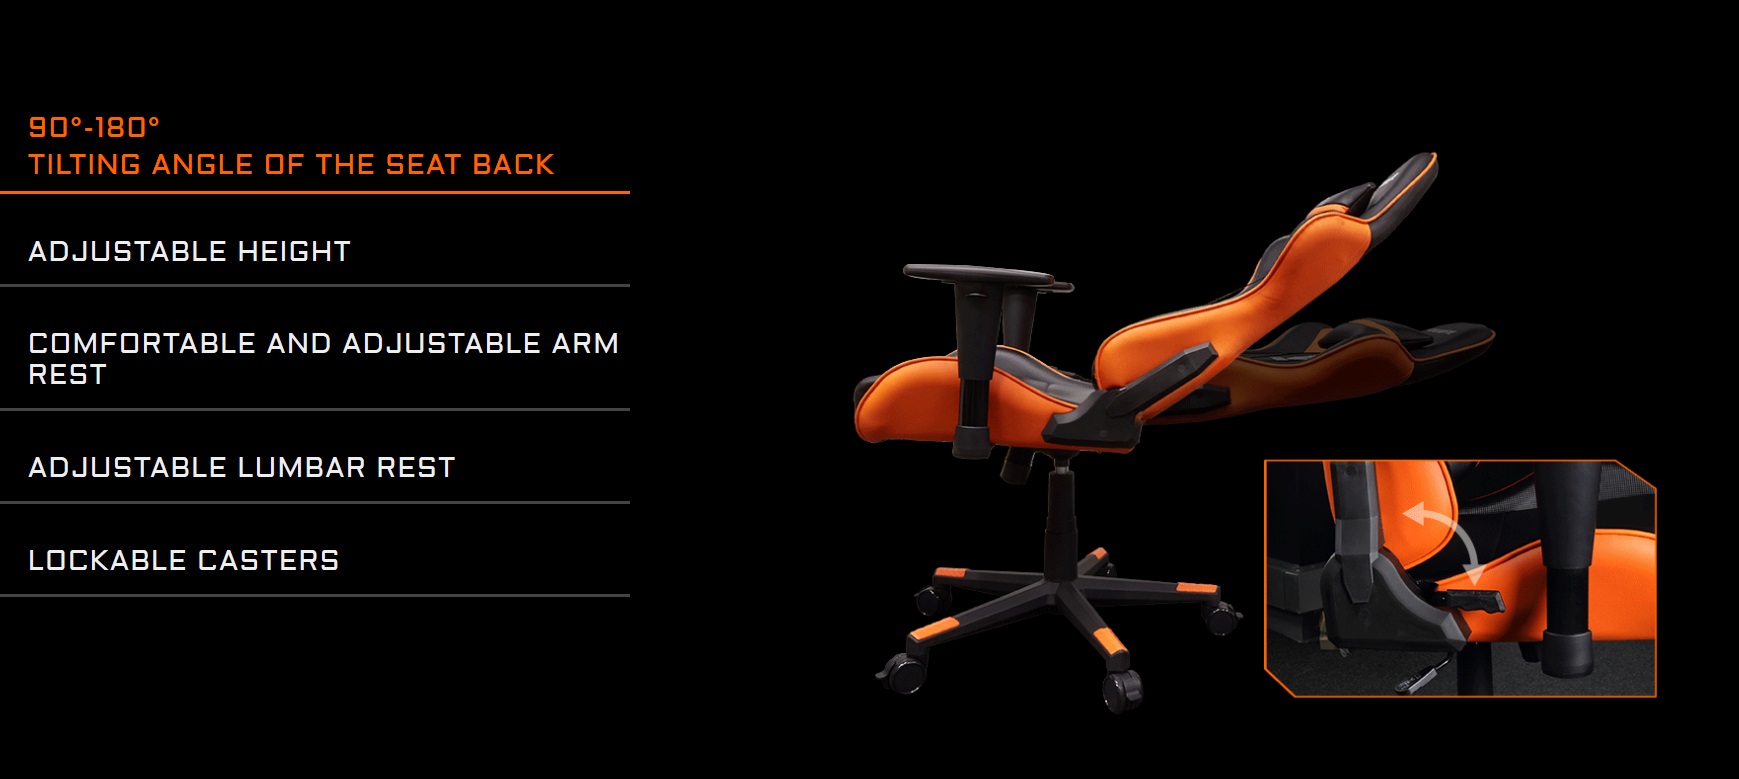 90°-180°
TILTING ANGLE OF THE SEAT BACK
ADJUSTABLE HEIGHT
COMFORTABLE AND ADJUSTABLE ARM
REST
ADJUSTABLE LUMBAR REST
LOCKABLE CASTERS